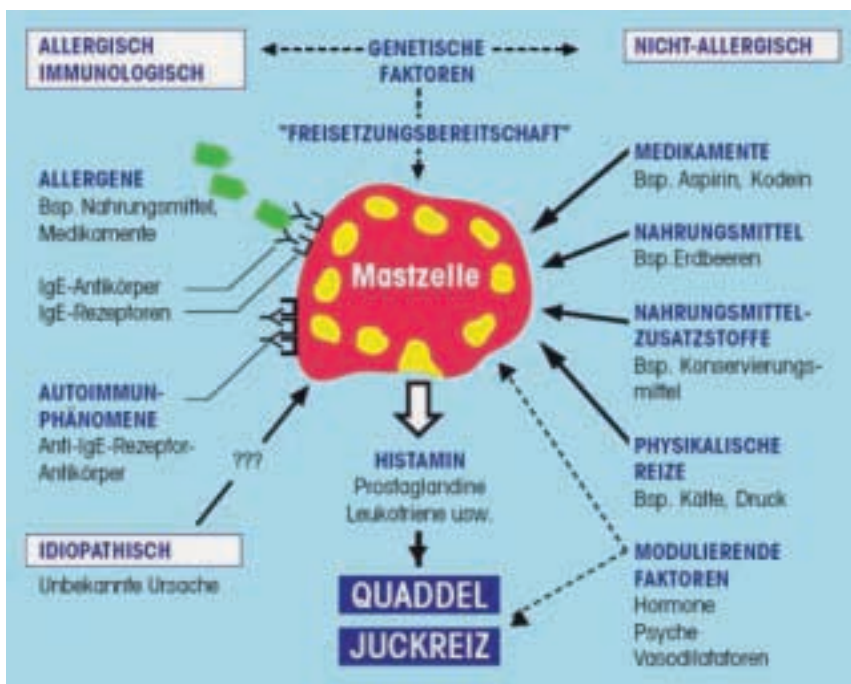 ALLERGISCH
IMMUNOLOGISCH
GENETISCHE
FAKTOREN
NICHT-ALLERGISCH
"FREISETZUNGSBEREITSCHAFT"
ALLERGENE
Bsp. Nahrungsmittel,
Medikamente
IgE-Antikörper
IgE-Rezeptoren
AUTOIMMUN-
PHÄNOMENE
Anti-IgE-Rezeptor-
Antikörper
???
IDIOPATHISCH
Unbekannte Ursache
Mastzelle
HISTAMIN
Prostaglandine
Leukotriene usw.
QUADDEL
JUCKREIZ
MEDIKAMENTE
Bsp. Aspirin, Kodein
NAHRUNGSMITTEL
Bsp. Erdbeeren
NAHRUNGSMITTEL-
ZUSATZSTOFFE
Bsp. Konservierungs-
mittel
PHYSIKALISCHE
REIZE
Bsp. Kälte, Druck
MODULIERENDE
FAKTOREN
Hormone
Psyche
Vasodilatatoren